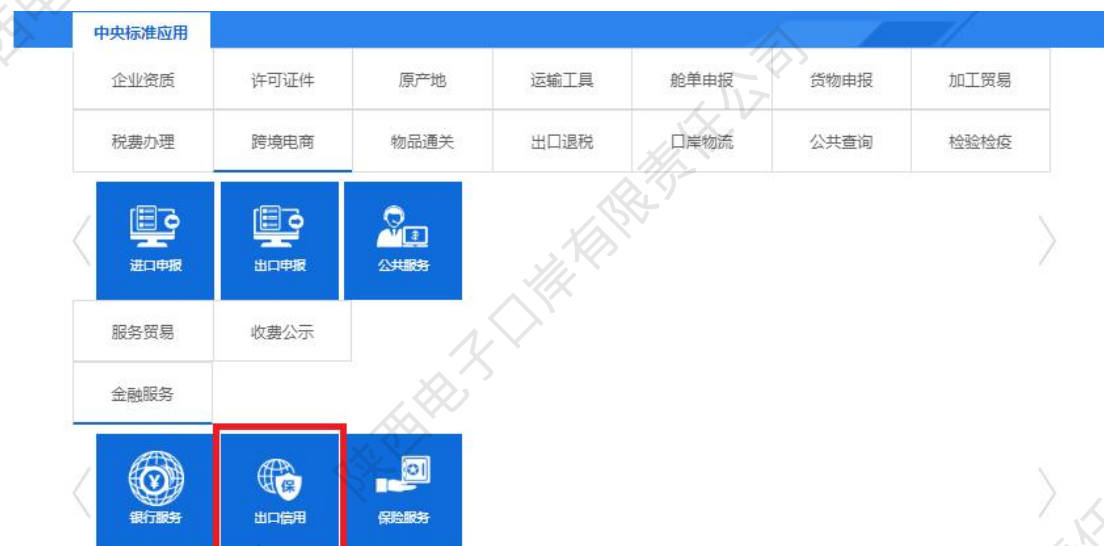 中央标准应用
企业资质 许可证件 原产地 运输工具 舱单申报 货物申报 加工贸易
税费办理 跨境电商 物品通关 出口退税 口岸物流 公共查询 检验检疫
进口申报 出口申报 公共服务
服务贸易 收费公示
金融服务
¥ 保
银行服务 出口信用 保险服务
陕西电子口岸有限责任公司